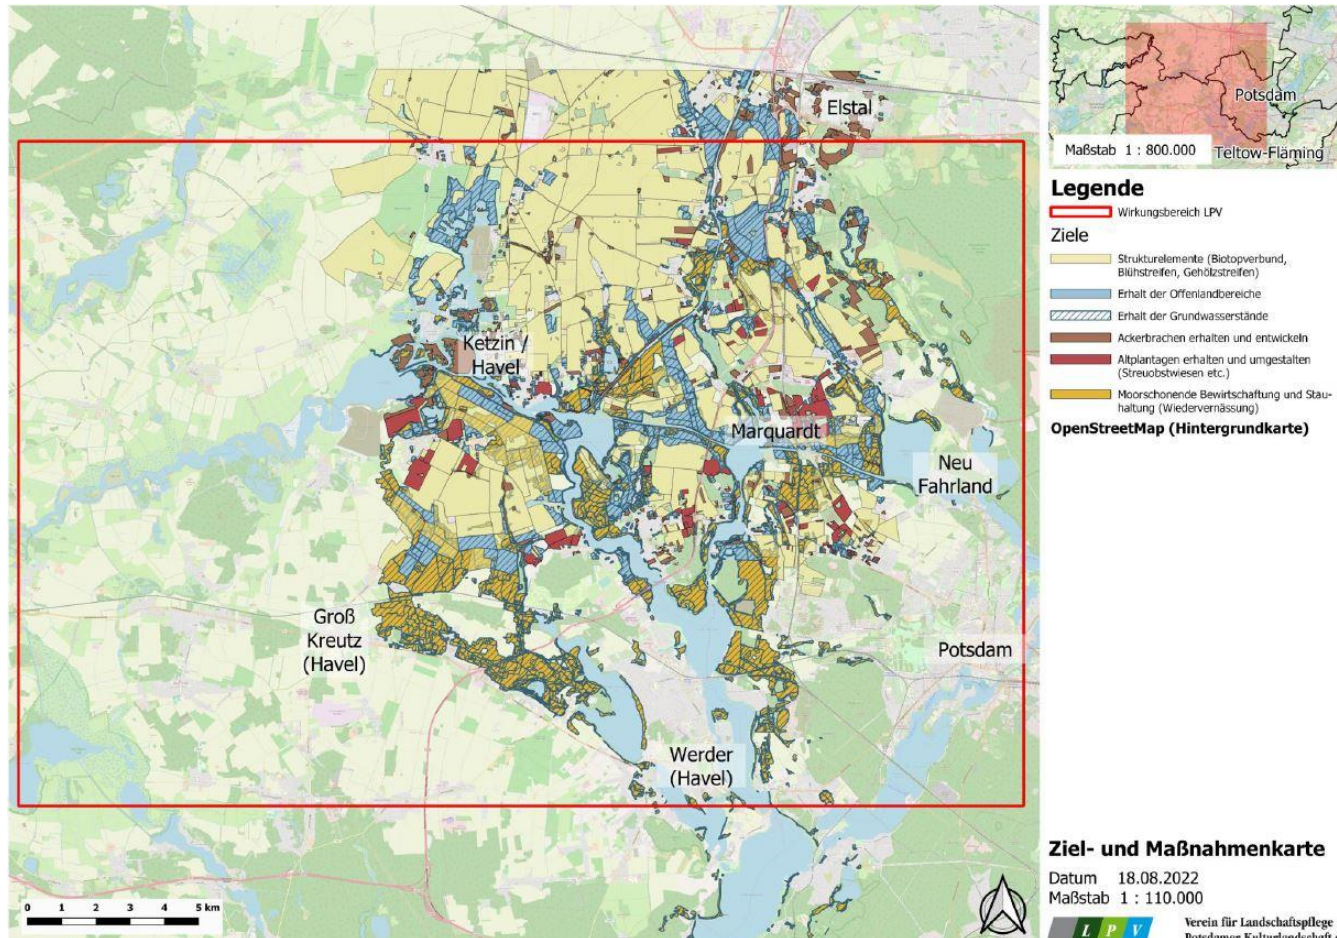 Elstal
Ketzin /
Havel
Marquardt
Neu
Fahrland
Groß
Kreutz
(Havel)
Potsdam
Werder
(Havel)
0 1 2 3 4 5 km
Potsdam
Maßstab 1 : 800.000
Teltow-Fläming
Legende
Wirkungsbereich LPV
Ziele
Strukturelemente (Biotopverbund,
Blühstreifen, Gehölzstreifen)
Erhalt der Offenlandbereiche
Erhalt der Grundwasserstände
Ackerbrachen erhalten und entwickeln
Altplantagen erhalten und umgestalten
(Streuobstwiesen etc.)
Moorschonende Bewirtschaftung und Stau-
haltung (Wiedervernässung)
OpenStreetMap (Hintergrundkarte)
Ziel- und Maßnahmenkarte
Datum 18.08.2022
Maßstab 1 : 110.000
L P V
Verein für Landschaftspflege
Potsdamer Kulturlandschaft